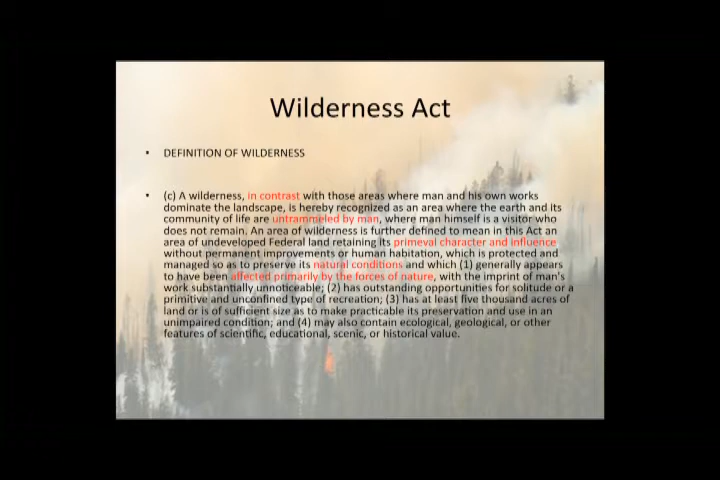 Wilderness Act
• DEFINITION OF WILDERNESS
• (c) A wilderness, in contrast with those areas where man and his own works
dominate the landscape, is hereby recognized as an area where the earth and its
community of life are untrammeled by man, where man himself is a visitor who
does not remain. An area of wilderness is further defined to mean in this Act an
area of undeveloped Federal land retaining its primeval character and influence
without permanent improvements or human habitation, which is protected and
managed so as to preserve its natural conditions and which (1) generally appears
to have been affected primarily by the forces of nature, with the imprint of man's
work substantially unnoticeable; (2) has outstanding opportunities for solitude or a
primitive and unconfined type of recreation; (3) has at least five thousand acres of
land or is of sufficient size as to make practicable its preservation and use in an
unimpaired condition; and (4) may also contain ecological, geological, or other
features of scientific, educational, scenic, or historical value.